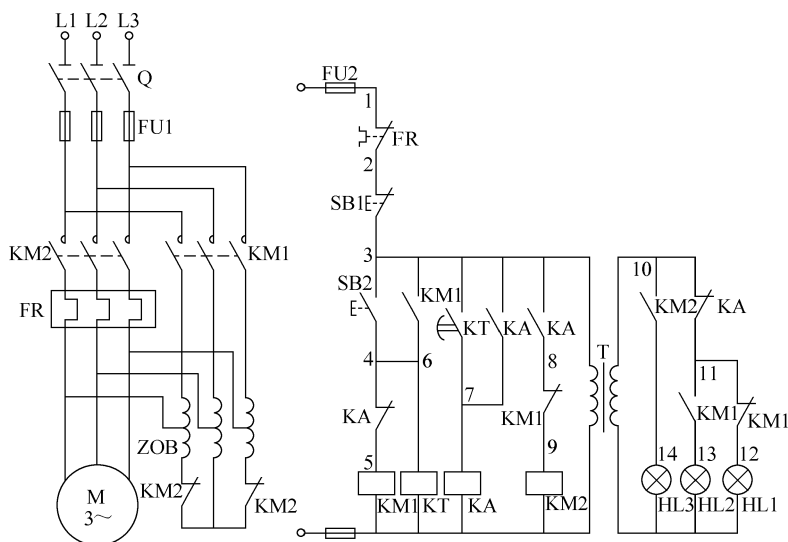 L1 L2 L3
Q
FU1
KM2
KM1
FR
ZOB
KM2
KM2
M
3～
FU2
1
FR
2
SB1
3
SB2
KM1
KT
KA
KA
4
6
7
8
KA
KM1
5
9
KM1
KT
KA
KM2
T
10
KM2
KA
11
KM1
KM1
14
13
12
HL3
HL2
HL1